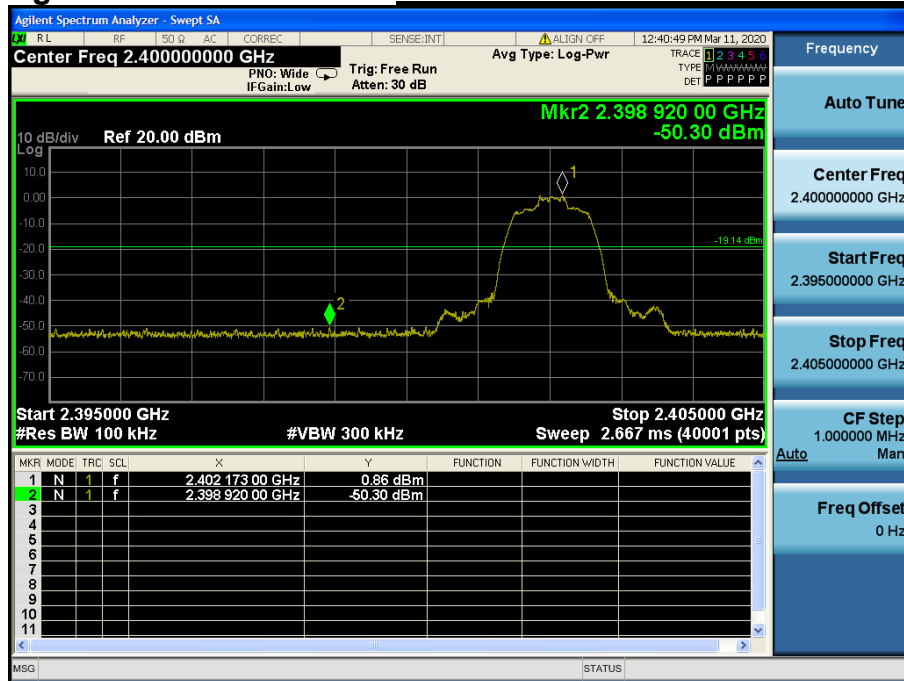 Agilent Spectrum Analyzer - Swept SA
LXI RL RF 50 Ω AC CORREC SENSE:INT ALIGN OFF 12:40:49 PM Mar 11, 2020
Center Freq 2.400000000 GHz
PNO: Wide
IFGain:Low
Trig: Free Run
Atten: 30 dB
Avg Type: Log-Pwr
TRACE 1 2 3 4 5 6
TYPE MWWWWW
DET P P P P P P
Mkr2 2.398 920 00 GHz
-50.30 dBm
10 dB/div Ref 20.00 dBm
Log
10.0
0.00
-10.0
-20.0
-30.0
-40.0
-50.0
-60.0
-70.0
1
-19.14 dBm
2
Start 2.395000 GHz Stop 2.405000 GHz
#Res BW 100 kHz #VBW 300 kHz Sweep 2.667 ms (40001 pts)
MKR MODE TRC SCL X Y FUNCTION FUNCTION WIDTH FUNCTION VALUE
1 N 1 f 2.402 173 00 GHz 0.86 dBm
2 N 1 f 2.398 920 00 GHz -50.30 dBm
3
4
5
6
7
8
9
10
11
MSG STATUS
Frequency
Auto Tune
Center Freq
2.400000000 GHz
Start Freq
2.395000000 GHz
Stop Freq
2.405000000 GHz
CF Step
1.000000 MHz
Auto Man
Freq Offset
0 Hz